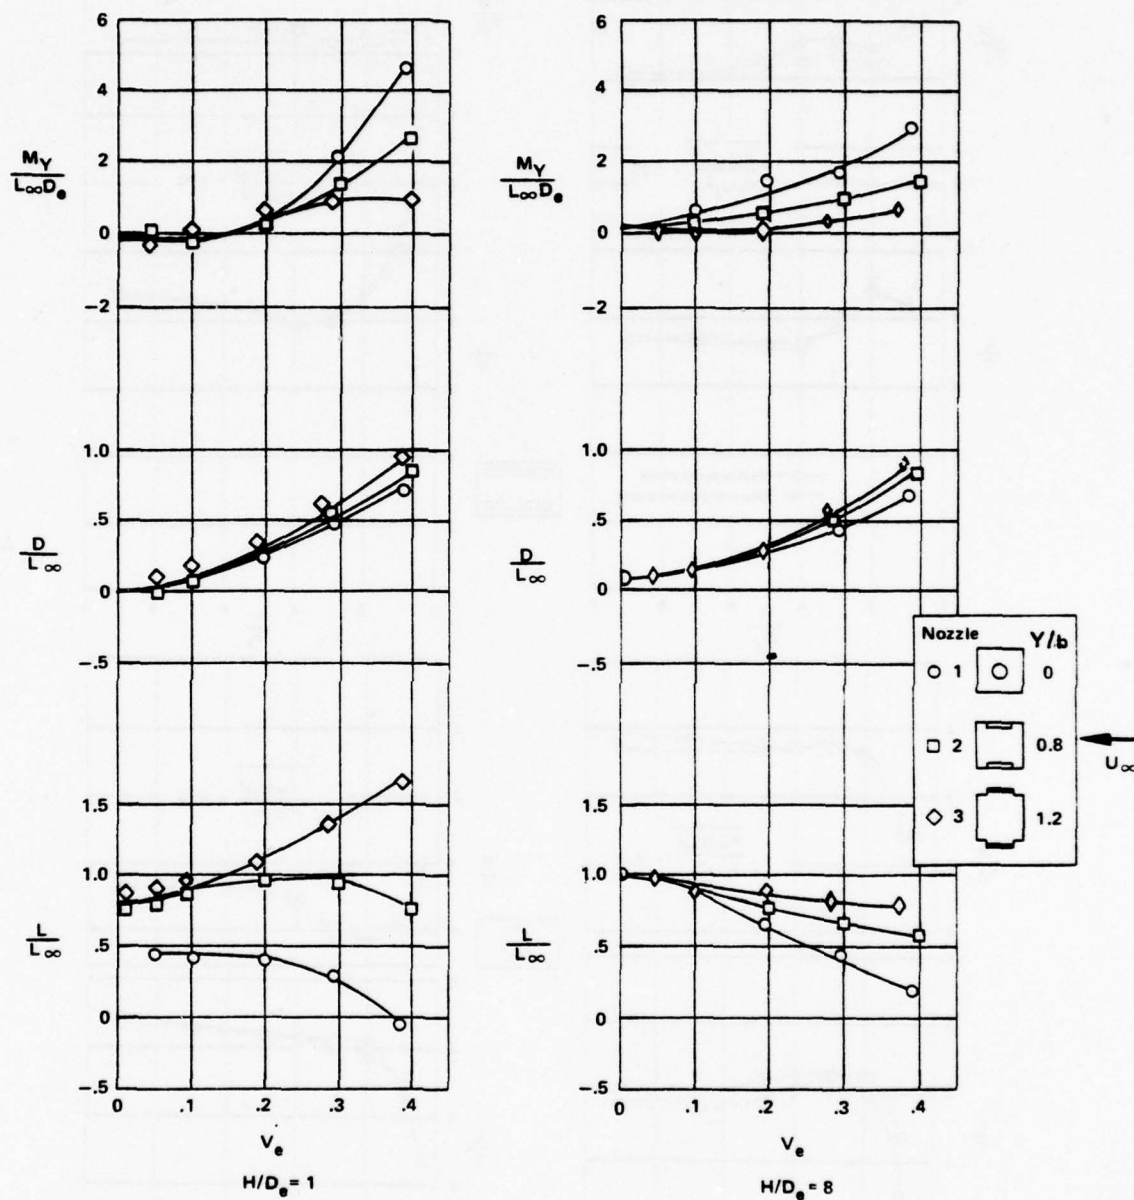 6
4
2
0
−2
M_Y
L∞D_e
1.0
.5
0
−.5
D
L∞
1.5
1.0
.5
0
−.5
L
L∞
0 .1 .2 .3 .4
V_e
H/D_e = 1
6
4
2
0
−2
M_Y
L∞D_e
1.0
.5
0
−.5
D
L∞
1.5
1.0
.5
0
−.5
L
L∞
0 .1 .2 .3 .4
V_e
H/D_e = 8
Nozzle Y/b
1 0
2 0.8
3 1.2
U∞